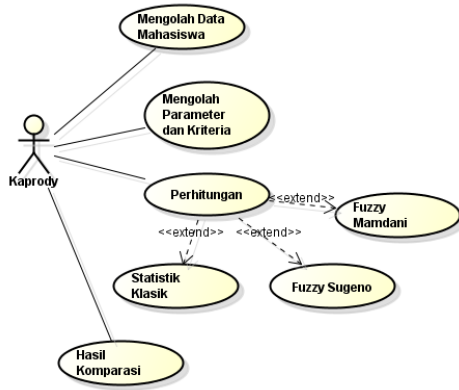 Mengolah Data
Mahasiswa
Mengolah
Parameter
dan Kriteria
Kaprody
Perhitungan
<<extend>>
Fuzzy
Mamdani
<<extend>>
<<extend>>
Statistik
Klasik
Fuzzy Sugeno
Hasil
Komparasi